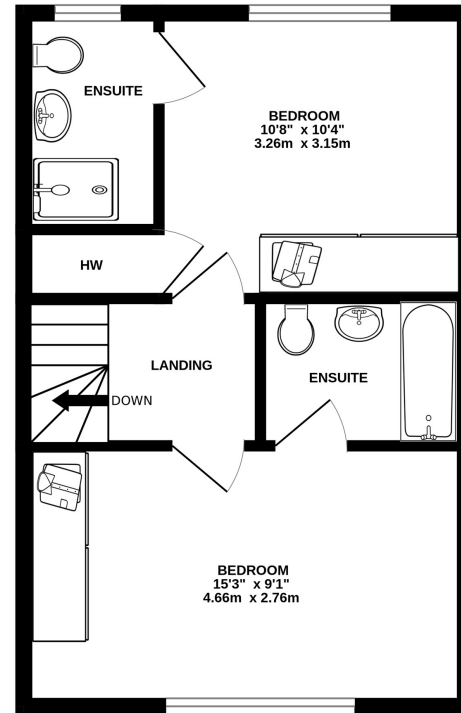 ENSUITE
BEDROOM
10'8" x 10'4"
3.26m x 3.15m
HW
LANDING
ENSUITE
DOWN
BEDROOM
15'3" x 9'1"
4.66m x 2.76m